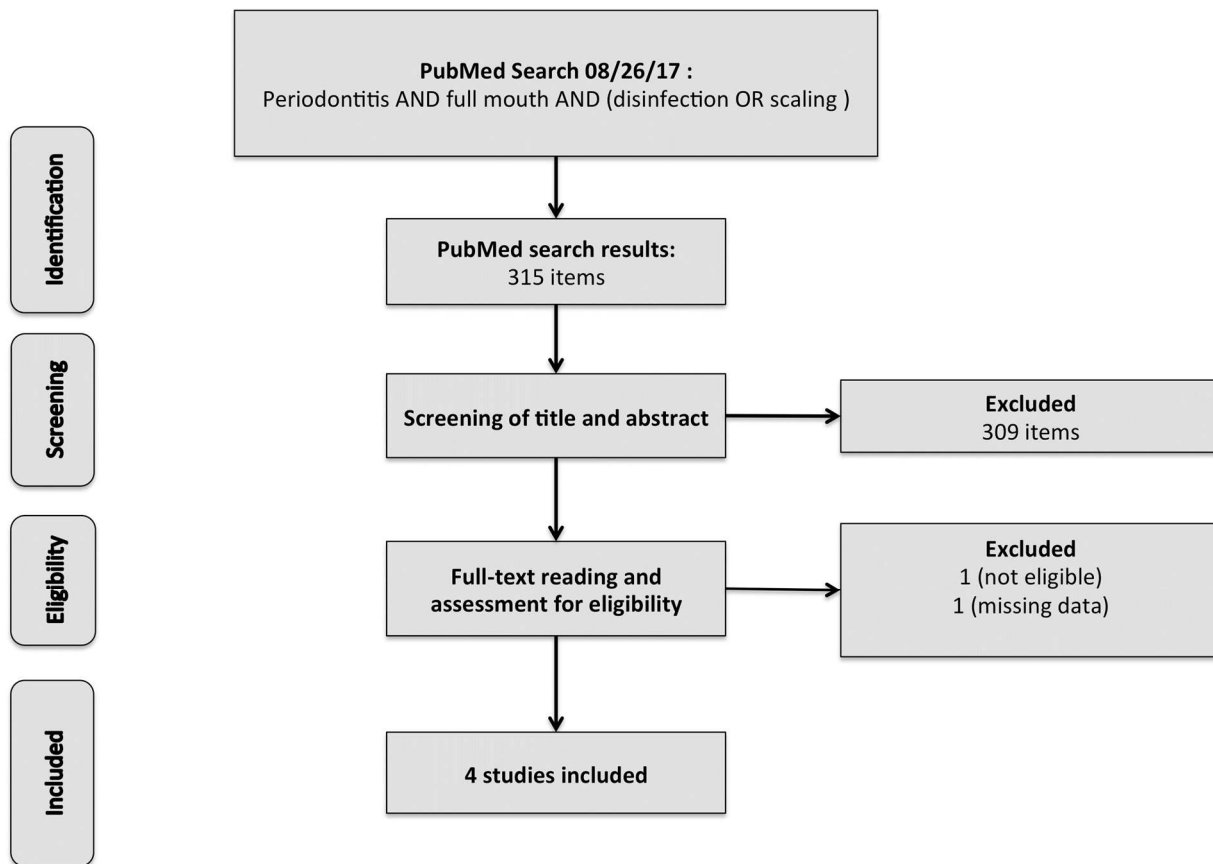 PubMed Search 08/26/17 :
Periodontitis AND full mouth AND (disinfection OR scaling )
Identification
PubMed search results:
315 items
Screening
Screening of title and abstract
Excluded
309 items
Eligibility
Full-text reading and
assessment for eligibility
Excluded
1 (not eligible)
1 (missing data)
Included
4 studies included